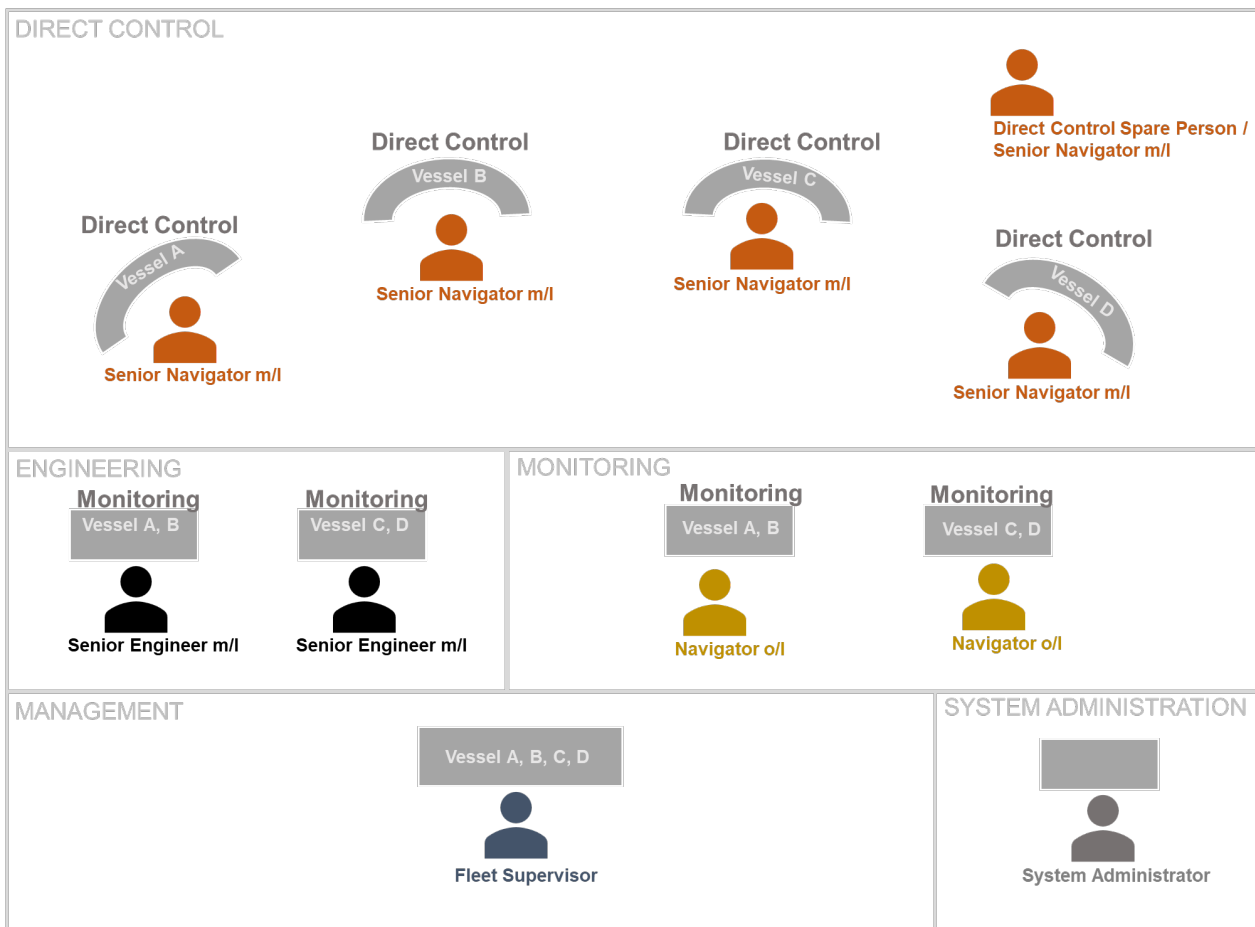 DIRECT CONTROL
Direct Control Spare Person /
Senior Navigator m/l
Direct Control
Vessel A
Senior Navigator m/l
Direct Control
Vessel B
Senior Navigator m/l
Direct Control
Vessel C
Senior Navigator m/l
Direct Control
Vessel D
Senior Navigator m/l
ENGINEERING
Monitoring
Vessel A, B
Senior Engineer m/l
Monitoring
Vessel C, D
Senior Engineer m/l
MONITORING
Monitoring
Vessel A, B
Navigator o/l
Monitoring
Vessel C, D
Navigator o/l
MANAGEMENT
Vessel A, B, C, D
Fleet Supervisor
SYSTEM ADMINISTRATION
System Administrator